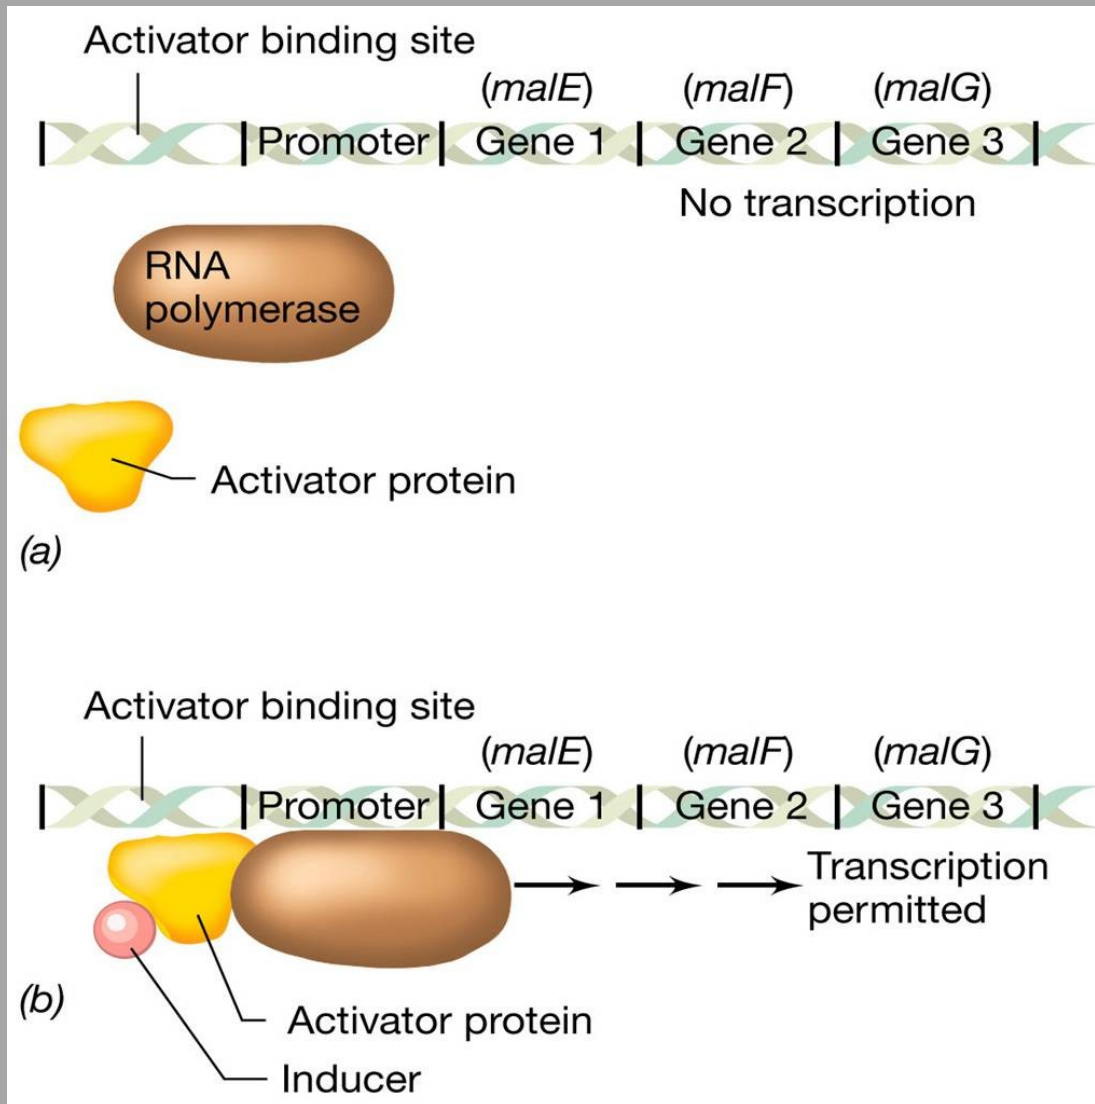 Activator binding site
(malE) (malF) (malG)
Promoter Gene 1 Gene 2 Gene 3
No transcription
RNA
polymerase
Activator protein
(a)
Activator binding site
(malE) (malF) (malG)
Promoter Gene 1 Gene 2 Gene 3
Transcription
permitted
(b)
Activator protein
Inducer